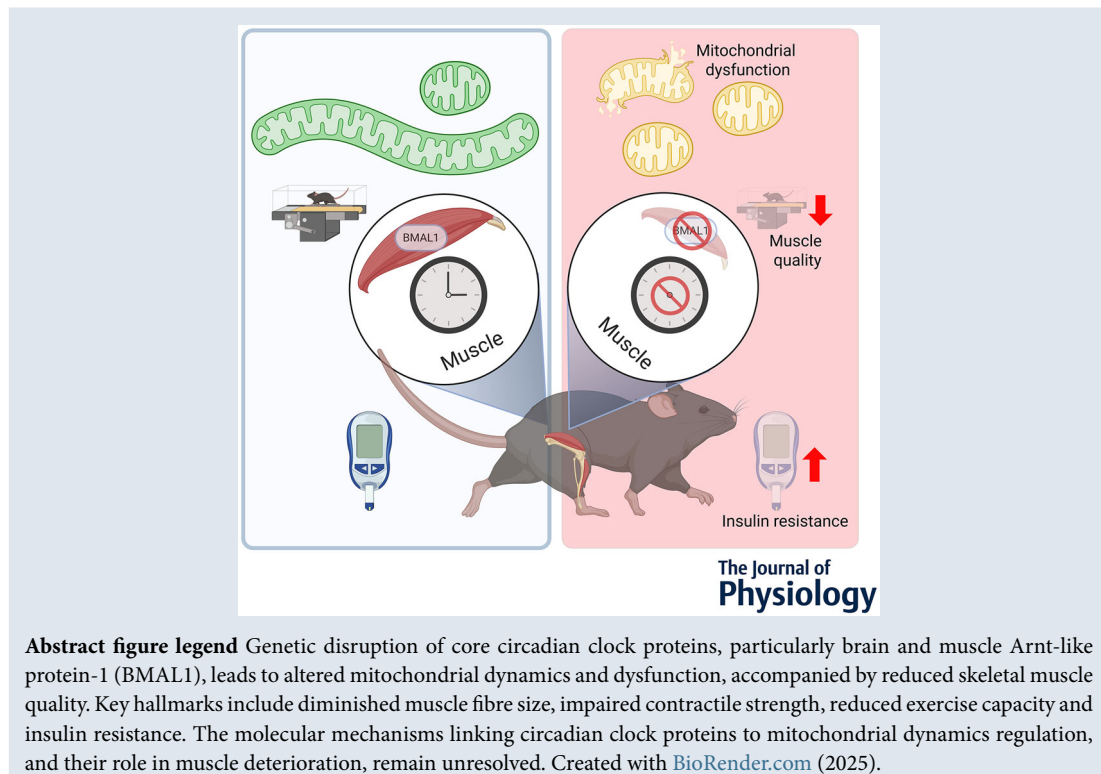 Mitochondrial
dysfunction
BMAL1
BMAL1
Muscle
quality
Muscle
Muscle
Insulin resistance
The Journal of
Physiology
Abstract figure legend Genetic disruption of core circadian clock proteins, particularly brain and muscle Arnt-like
protein-1 (BMAL1), leads to altered mitochondrial dynamics and dysfunction, accompanied by reduced skeletal muscle
quality. Key hallmarks include diminished muscle fibre size, impaired contractile strength, reduced exercise capacity and
insulin resistance. The molecular mechanisms linking circadian clock proteins to mitochondrial dynamics regulation,
and their role in muscle deterioration, remain unresolved. Created with BioRender.com (2025).